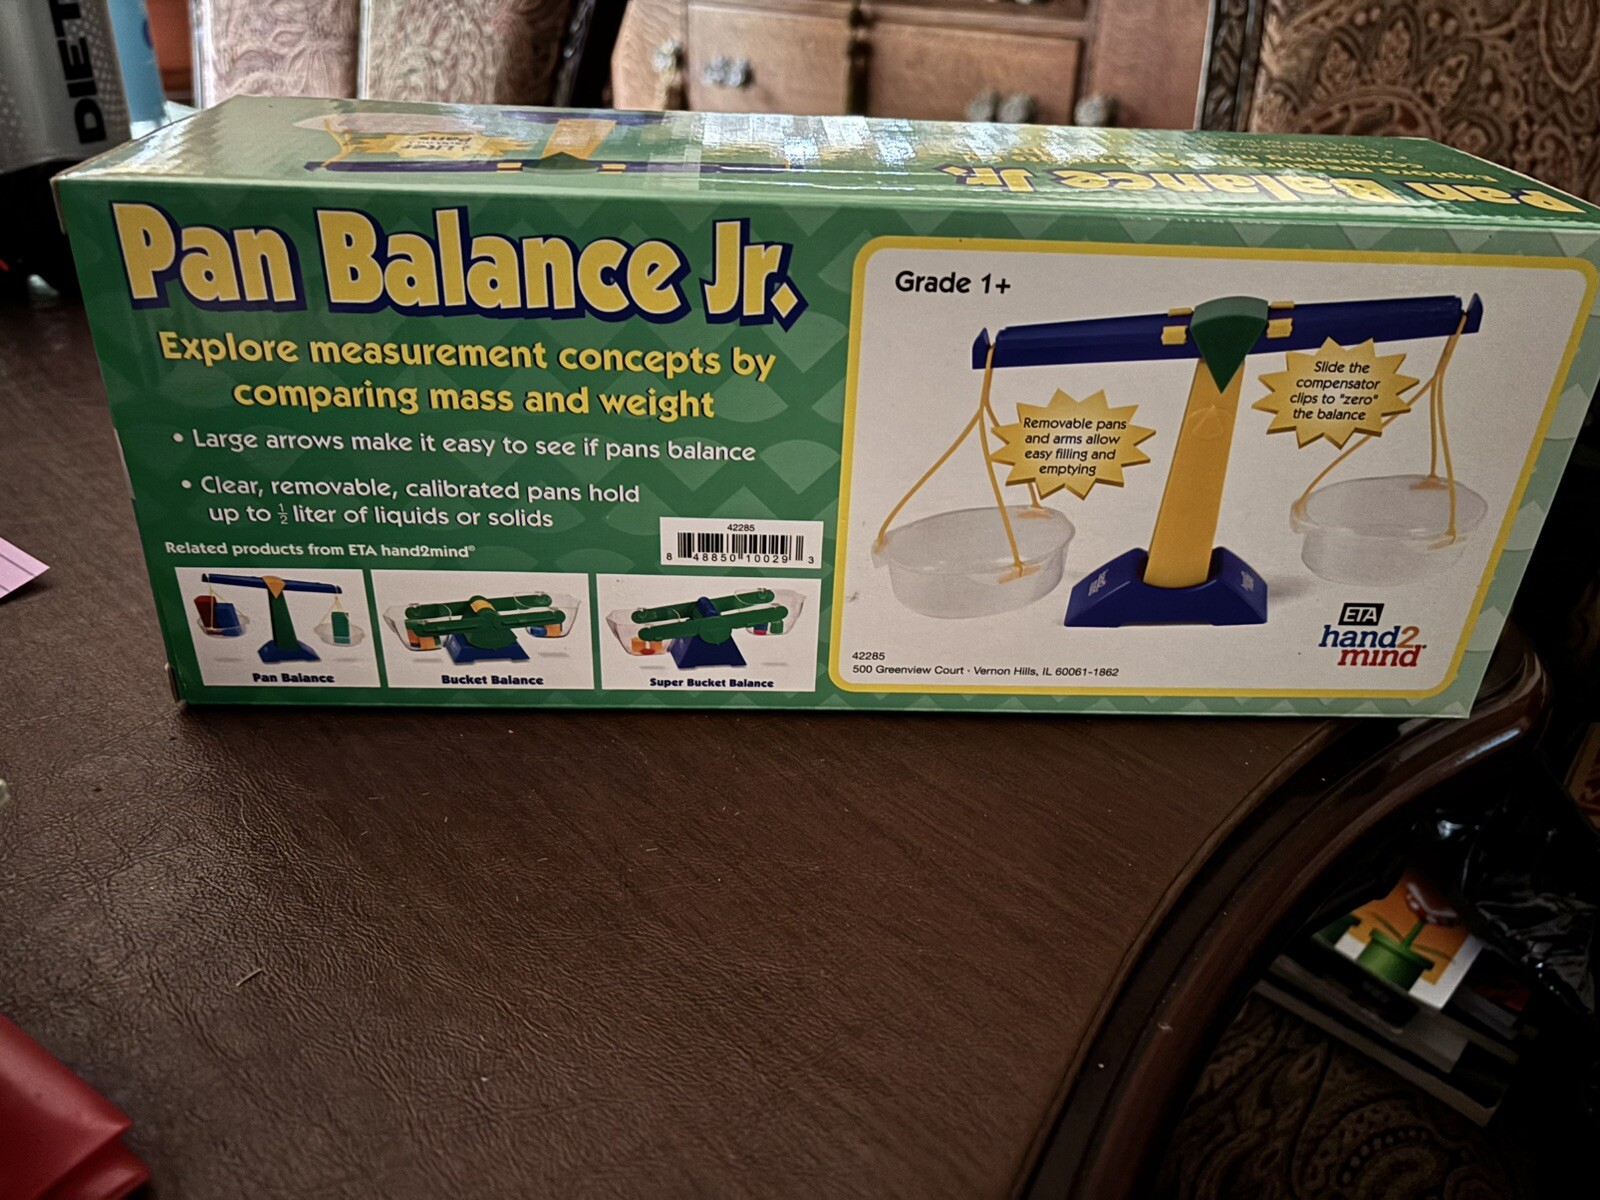 DIET
Pan Balance Jr.
Pan Balance Jr.
Explore measurement concepts by
comparing mass and weight
• Large arrows make it easy to see if pans balance
• Clear, removable, calibrated pans hold
up to ½ liter of liquids or solids
Related products from ETA hand2mind®
42285
8 48850 10029 3
Pan Balance
Bucket Balance
Super Bucket Balance
Grade 1+
Removable pans
and arms allow
easy filling and
emptying
Slide the
compensator
clips to "zero"
the balance
ETA
hand2
mind
42285
500 Greenview Court · Vernon Hills, IL 60061-1862